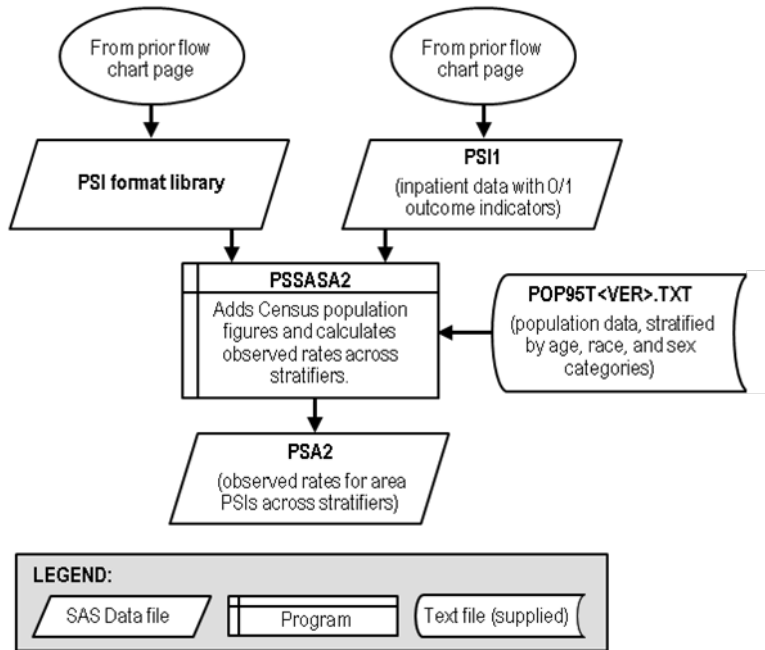 From prior flow
chart page
From prior flow
chart page
PSI format library
PSI1
(inpatient data with 0/1
outcome indicators)
PSSASA2
Adds Census population
figures and calculates
observed rates across
stratifiers.
POP95T<VER>.TXT
(population data, stratified
by age, race, and sex
categories)
PSA2
(observed rates for area
PSIs across stratifiers)
LEGEND:
SAS Data file
Program
Text file (supplied)